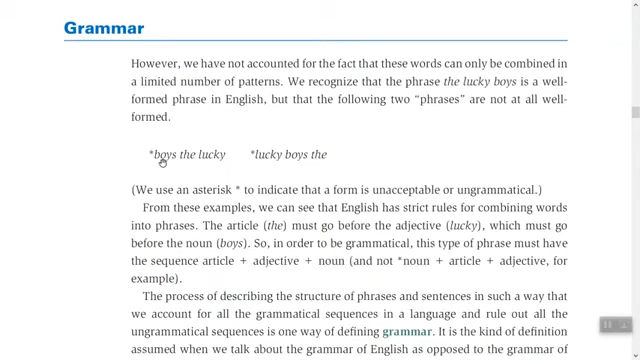 Grammar
However, we have not accounted for the fact that these words can only be combined in
a limited number of patterns. We recognize that the phrase the lucky boys is a well-
formed phrase in English, but that the following two “phrases” are not at all well-
formed.
*boys the lucky *lucky boys the
(We use an asterisk * to indicate that a form is unacceptable or ungrammatical.)
From these examples, we can see that English has strict rules for combining words
into phrases. The article (the) must go before the adjective (lucky), which must go
before the noun (boys). So, in order to be grammatical, this type of phrase must have
the sequence article + adjective + noun (and not *noun + article + adjective, for
example).
The process of describing the structure of phrases and sentences in such a way that
we account for all the grammatical sequences in a language and rule out all the
ungrammatical sequences is one way of defining grammar. It is the kind of definition
assumed when we talk about the grammar of English as opposed to the grammar of